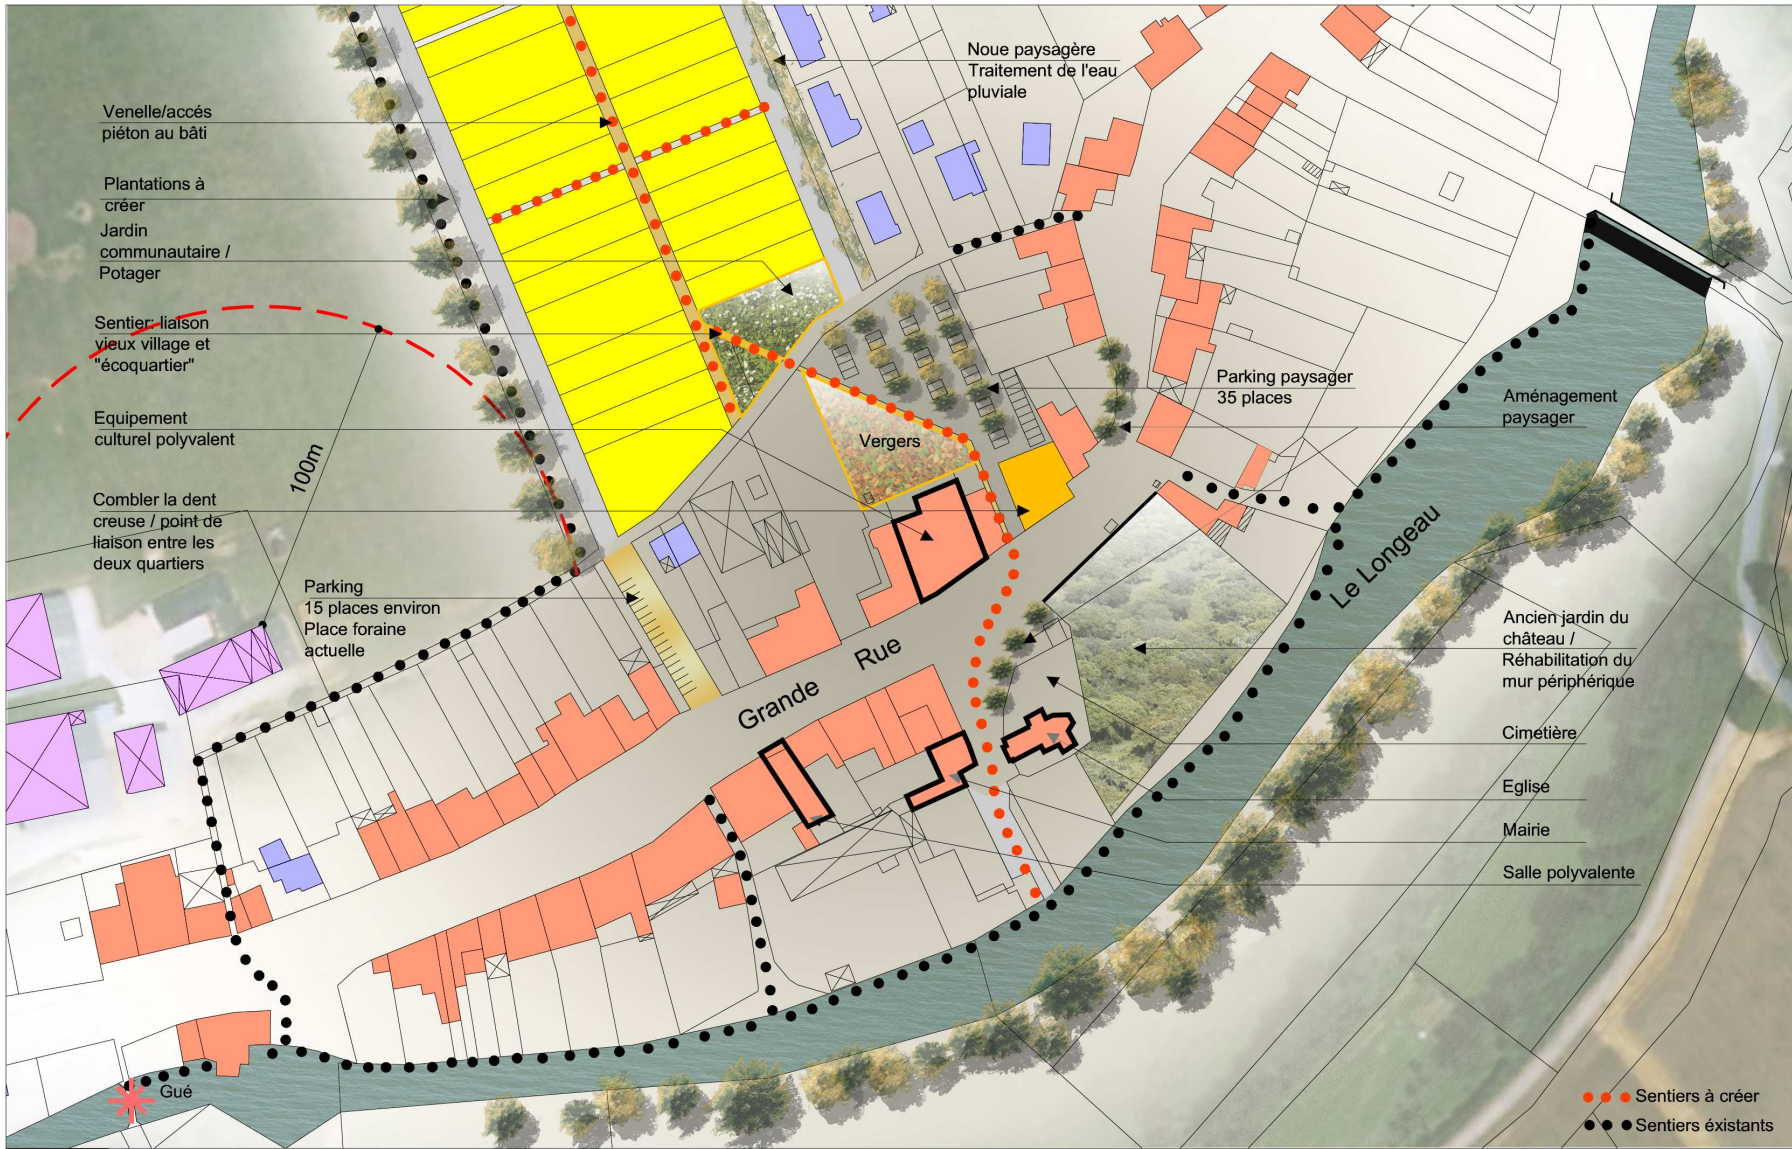 Venelle/accés
piéton au bâti
Plantations à
créer
Jardin
communautaire /
Potager
Sentier: liaison
vieux village et
"écoquartier"
Equipement
culturel polyvalent
Combler la dent
creuse / point de
liaison entre les
deux quartiers
100m
Parking
15 places environ
Place foraine
actuelle
Noue paysagère
Traitement de l'eau
pluviale
Vergers
Parking paysager
35 places
Aménagement
paysager
Le Longeau
Grande Rue
Ancien jardin du
château /
Réhabilitation du
mur périphérique
Cimetière
Eglise
Mairie
Salle polyvalente
Gué
Sentiers à créer
Sentiers éxistants